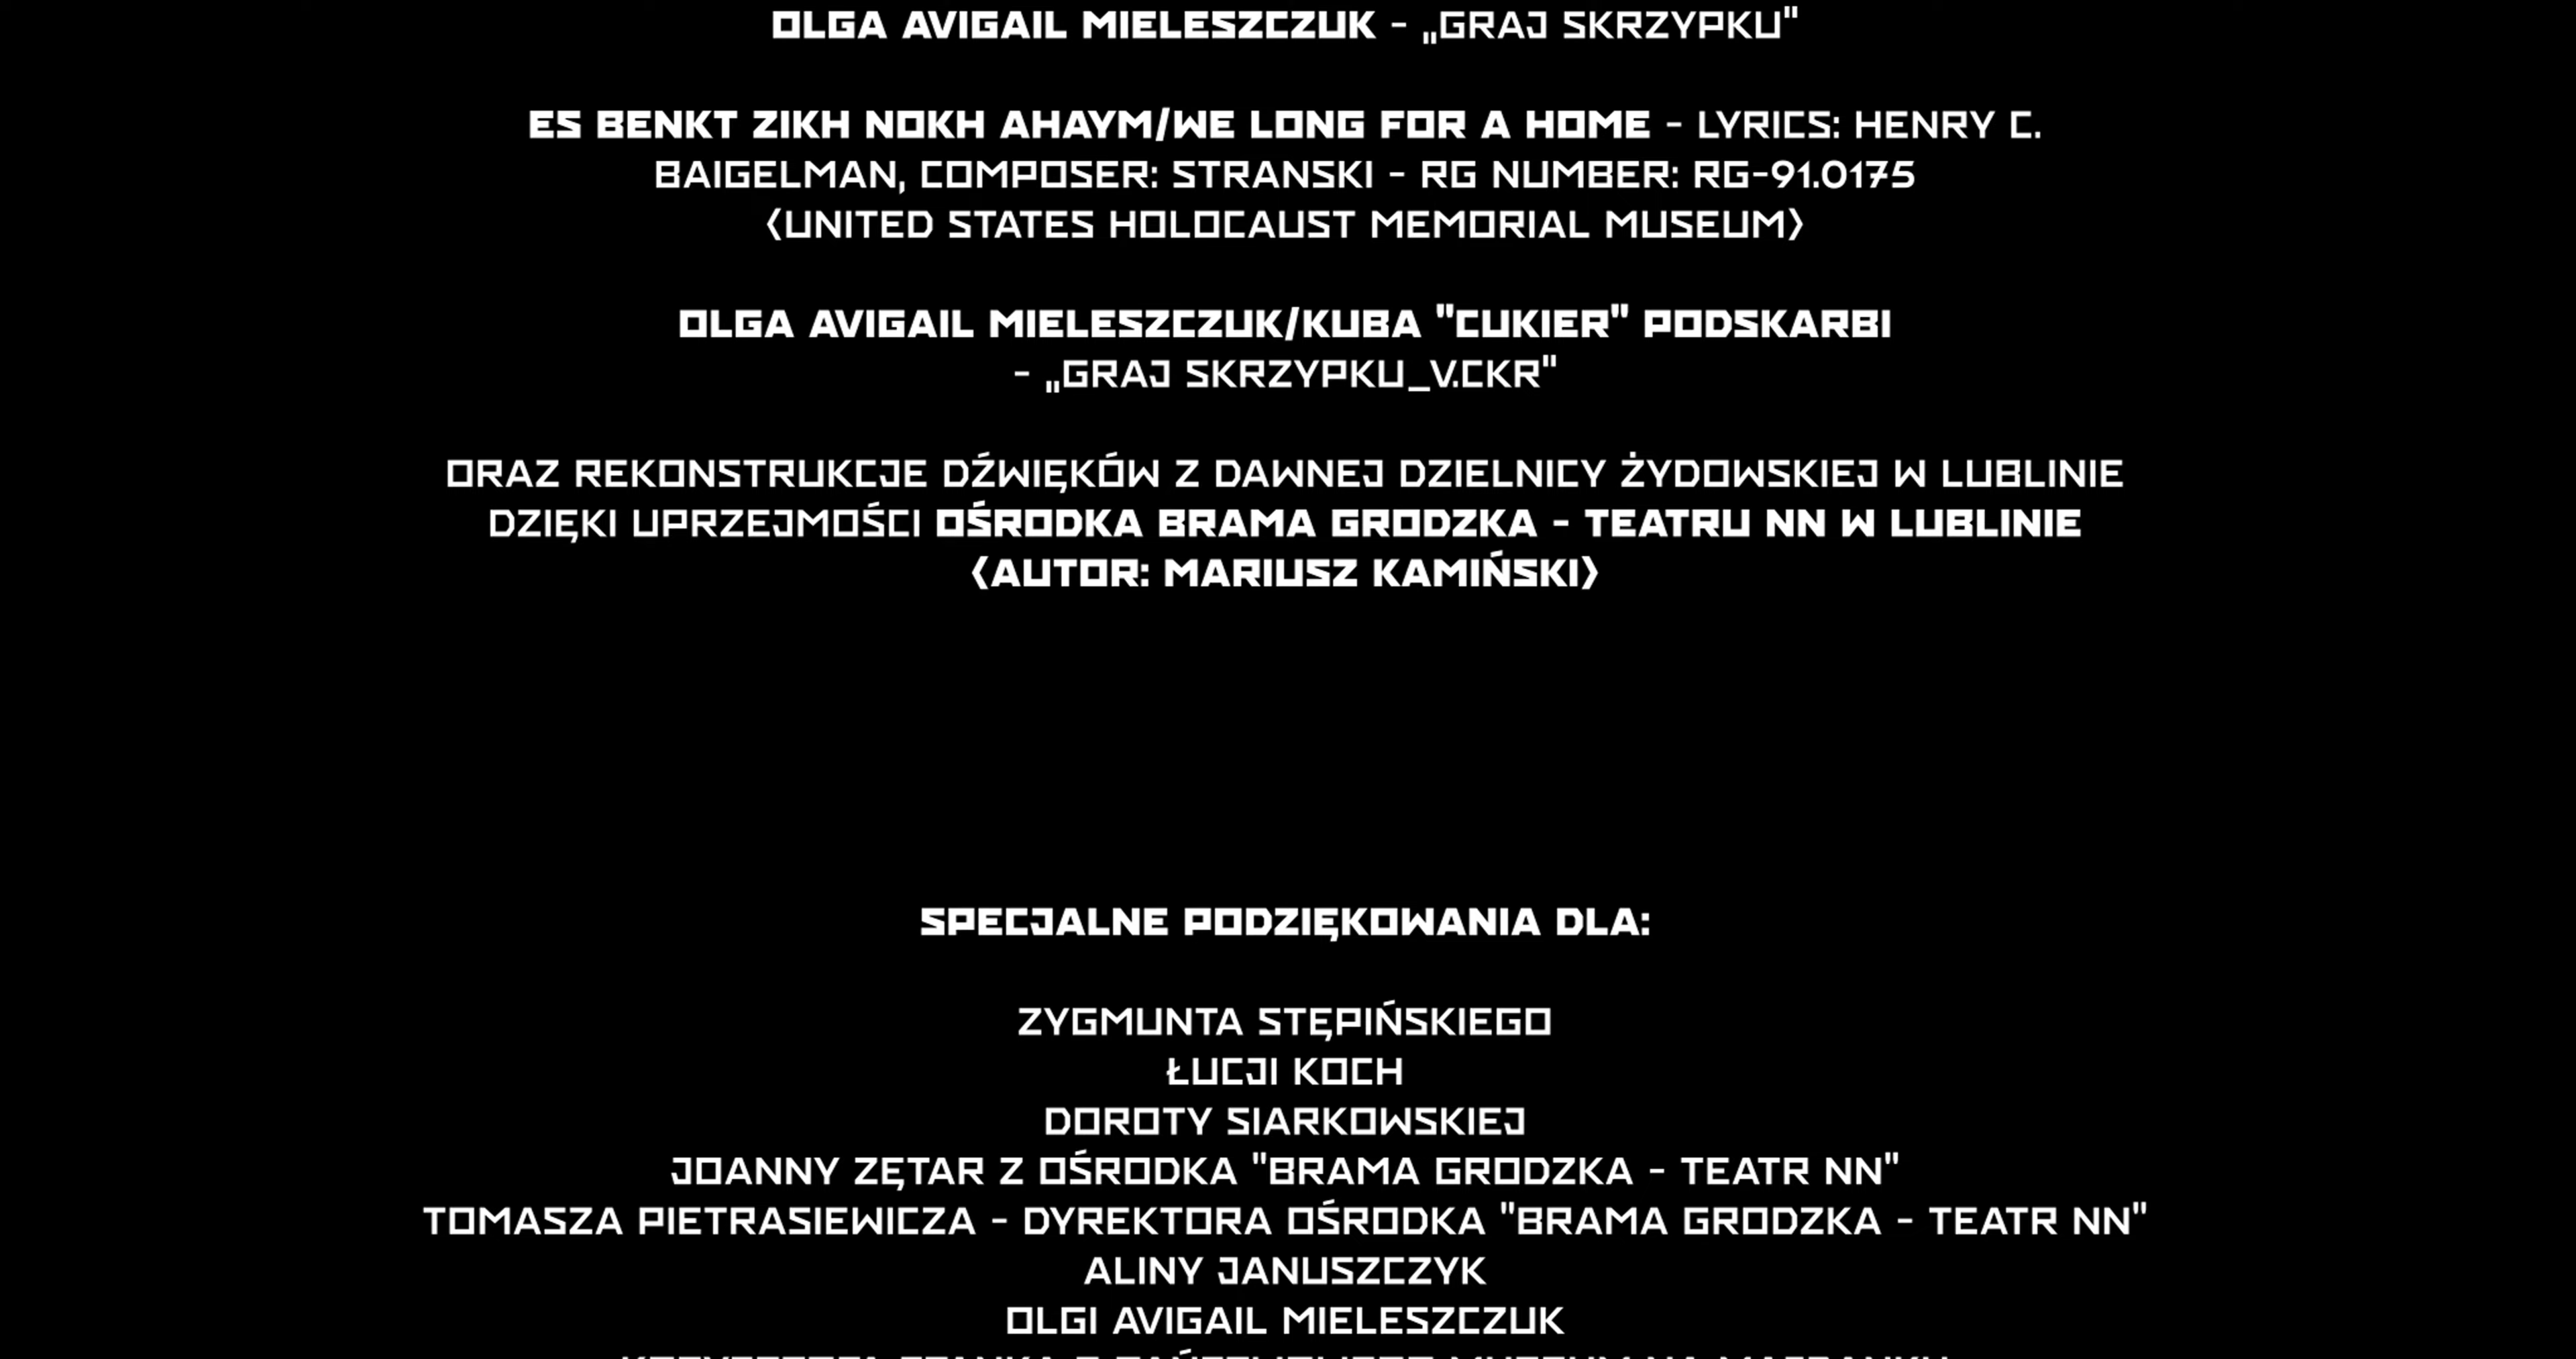 OLGA AVIGAIL MIELESZCZUK - „GRAJ SKRZYPKU"
ES BENKT ZIKH NOKH AHAYM/WE LONG FOR A HOME - LYRICS: HENRY C.
BAIGELMAN, COMPOSER: STRANSKI - RG NUMBER: RG-91.0175
(UNITED STATES HOLOCAUST MEMORIAL MUSEUM)
OLGA AVIGAIL MIELESZCZUK/KUBA "CUKIER" PODSKARBI
- „GRAJ SKRZYPKU_V.CKR"
ORAZ REKONSTRUKCJE DŹWIĘKÓW Z DAWNEJ DZIELNICY ŻYDOWSKIEJ W LUBLINIE
DZIĘKI UPRZEJMOŚCI OŚRODKA BRAMA GRODZKA - TEATRU NN W LUBLINIE
(AUTOR: MARIUSZ KAMIŃSKI)
SPECJALNE PODZIĘKOWANIA DLA:
ZYGMUNTA STĘPIŃSKIEGO
ŁUCJI KOCH
DOROTY SIARKOWSKIEJ
JOANNY ZĘTAR Z OŚRODKA "BRAMA GRODZKA - TEATR NN"
TOMASZA PIETRASIEWICZA - DYREKTORA OŚRODKA "BRAMA GRODZKA - TEATR NN"
ALINY JANUSZCZYK
OLGI AVIGAIL MIELESZCZUK